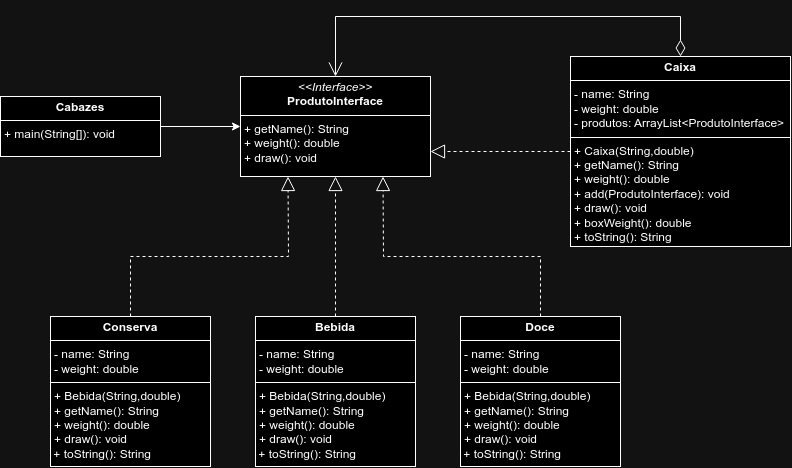 <<Interface>>
ProdutoInterface
+ getName(): String
+ weight(): double
+ draw(): void
Caixa
- name: String
- weight: double
- produtos: ArrayList<ProdutoInterface>
+ Caixa(String,double)
+ getName(): String
+ weight(): double
+ add(ProdutoInterface): void
+ draw(): void
+ boxWeight(): double
+ toString(): String
Cabazes
+ main(String[]): void
Conserva
- name: String
- weight: double
+ Bebida(String,double)
+ getName(): String
+ weight(): double
+ draw(): void
+ toString(): String
Bebida
- name: String
- weight: double
+ Bebida(String,double)
+ getName(): String
+ weight(): double
+ draw(): void
+ toString(): String
Doce
- name: String
- weight: double
+ Bebida(String,double)
+ getName(): String
+ weight(): double
+ draw(): void
+ toString(): String